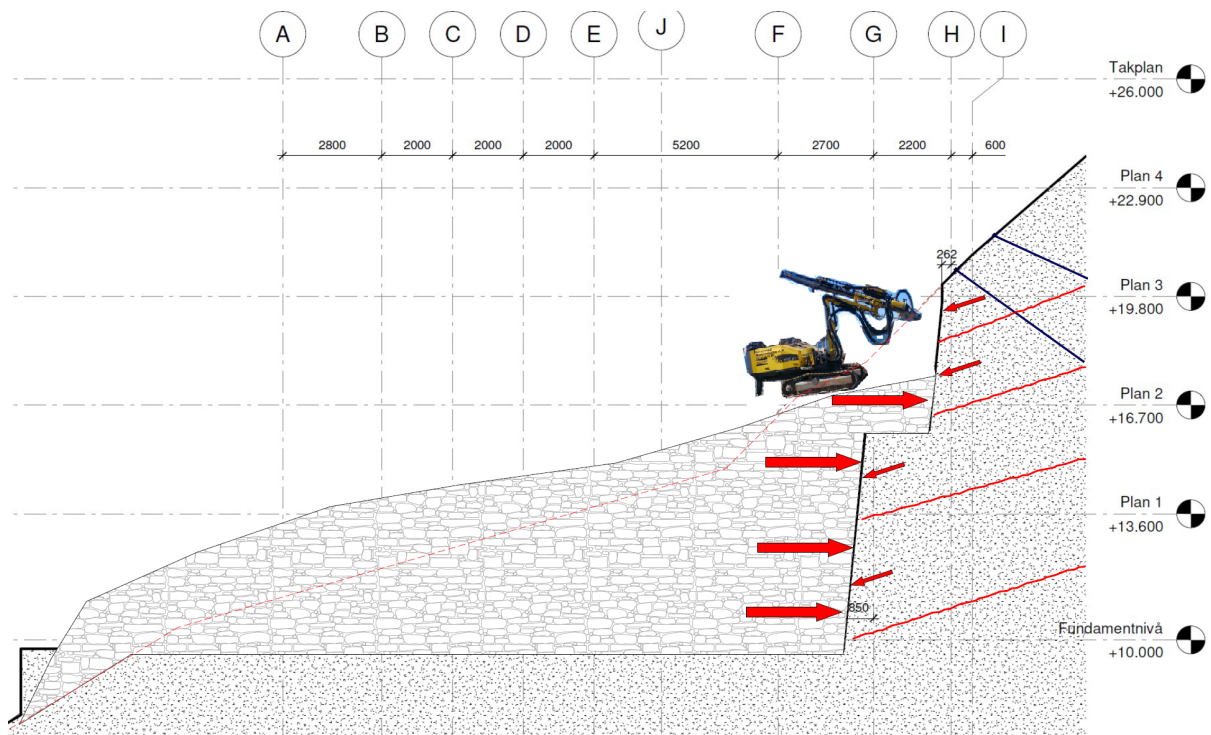 A B C D E J F G H I
Takplan
+26.000
2800 2000 2000 2000 5200 2700 2200 600
Plan 4
+22.900
262
Plan 3
+19.800
Plan 2
+16.700
Plan 1
+13.600
850
Fundamentnivå
+10.000